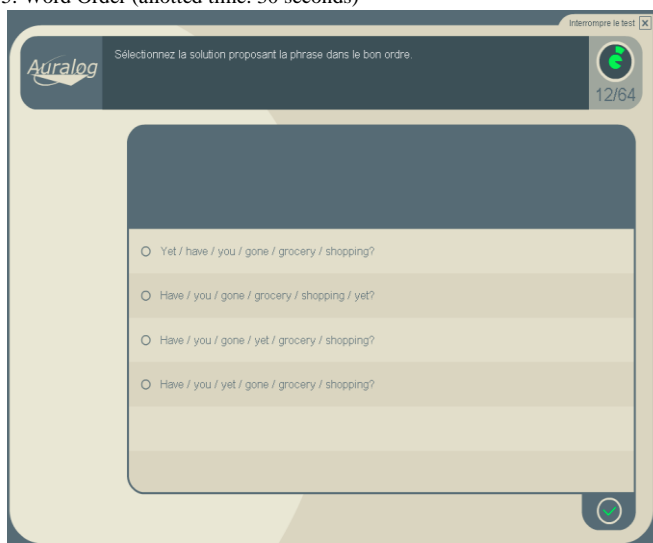 3. Word Order (allotted time: 30 seconds)
Interrompre le test
Auralog
Sélectionnez la solution proposant la phrase dans le bon ordre.
12/64
Yet / have / you / gone / grocery / shopping?
Have / you / gone / grocery / shopping / yet?
Have / you / gone / yet / grocery / shopping?
Have / you / yet / gone / grocery / shopping?